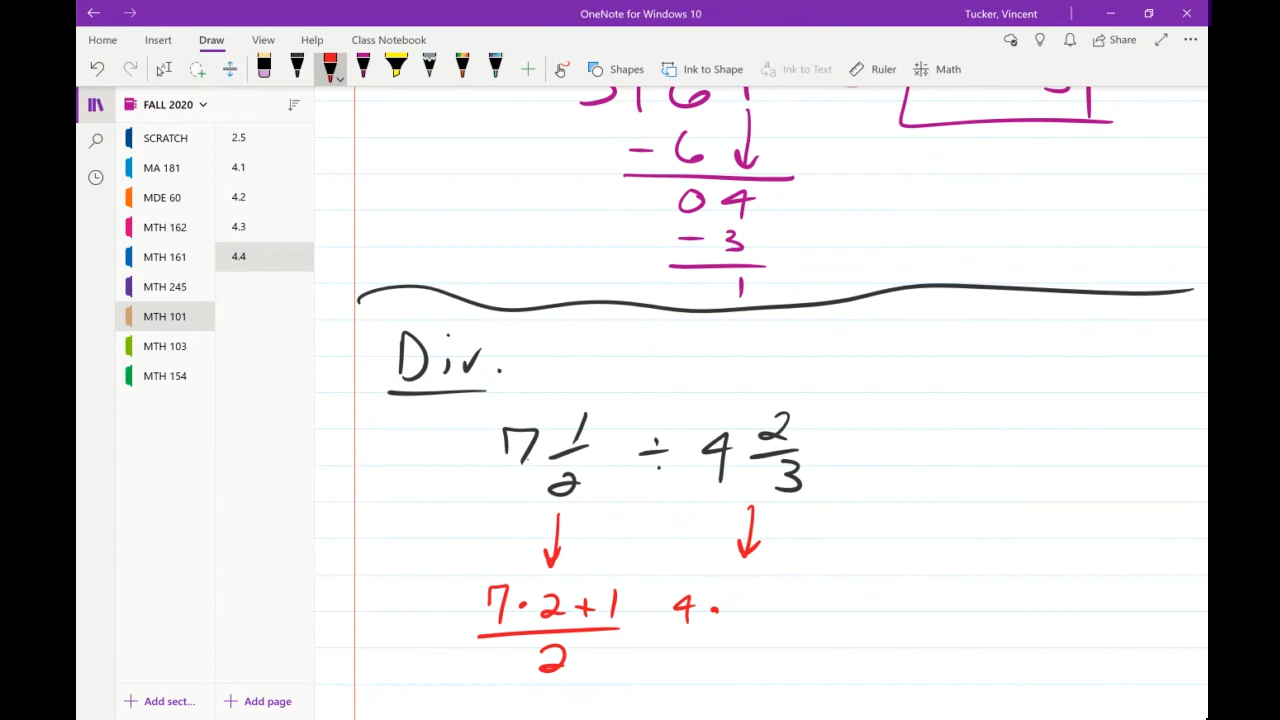 OneNote for Windows 10
Tucker, Vincent
Home Insert Draw View Help Class Notebook
Share
Shapes Ink to Shape Ink to Text Ruler Math
FALL 2020
SCRATCH
MA 181
MDE 60
MTH 162
MTH 161
MTH 245
MTH 101
MTH 103
MTH 154
2.5
4.1
4.2
4.3
4.4
Add sect...
Add page
- 6
0 4
- 3
1
Div.
7 1/2 ÷ 4 2/3
7 · 2 + 1 4 ·
2